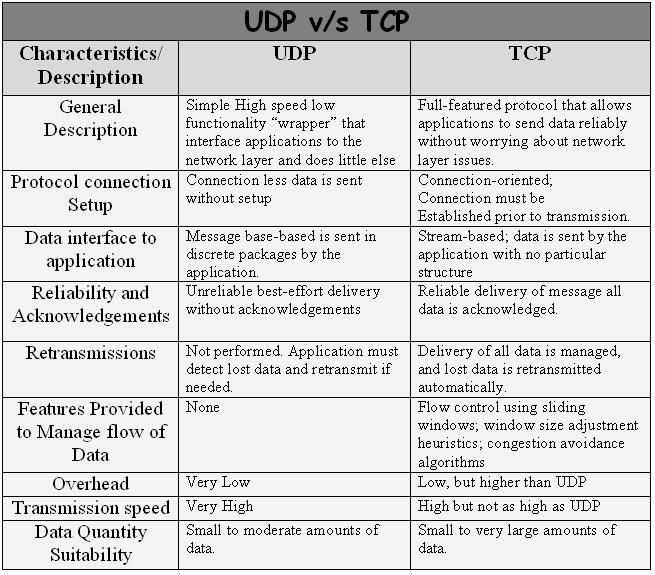 UDP v/s TCP
Characteristics/
Description
UDP
TCP
General
Description
Simple High speed low
functionality “wrapper” that
interface applications to the
network layer and does little else
Full-featured protocol that allows
applications to send data reliably
without worrying about network
layer issues.
Protocol connection
Setup
Connection less data is sent
without setup
Connection-oriented;
Connection must be
Established prior to transmission.
Data interface to
application
Message base-based is sent in
discrete packages by the
application.
Stream-based; data is sent by the
application with no particular
structure
Reliability and
Acknowledgements
Unreliable best-effort delivery
without acknowledgements
Reliable delivery of message all
data is acknowledged.
Retransmissions
Not performed. Application must
detect lost data and retransmit if
needed.
Delivery of all data is managed,
and lost data is retransmitted
automatically.
Features Provided
to Manage flow of
Data
None
Flow control using sliding
windows; window size adjustment
heuristics; congestion avoidance
algorithms
Overhead
Very Low
Low, but higher than UDP
Transmission speed
Very High
High but not as high as UDP
Data Quantity
Suitability
Small to moderate amounts of
data.
Small to very large amounts of
data.